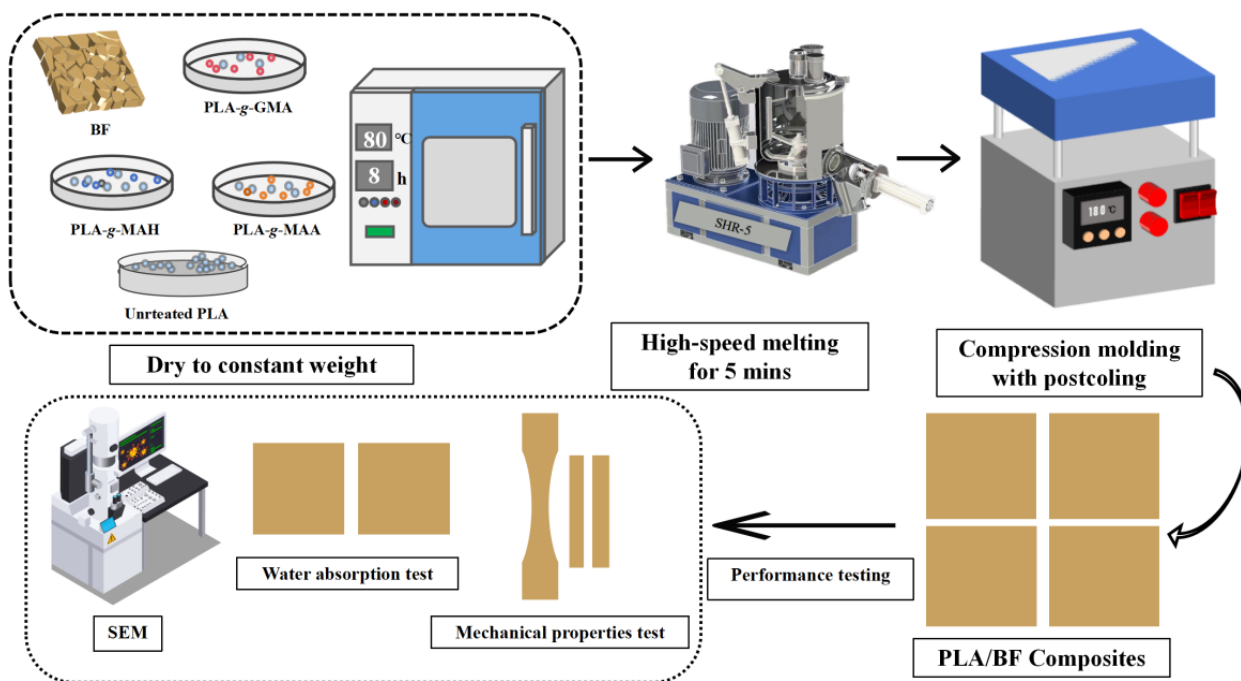 BF
PLA-g-GMA
PLA-g-MAH
PLA-g-MAA
Unrteated PLA
80 °C
8 h
Dry to constant weight
SHR-5
High-speed melting
for 5 mins
180 °C
Compression molding
with postcoling
SEM
Water absorption test
Mechanical properties test
Performance testing
PLA/BF Composites